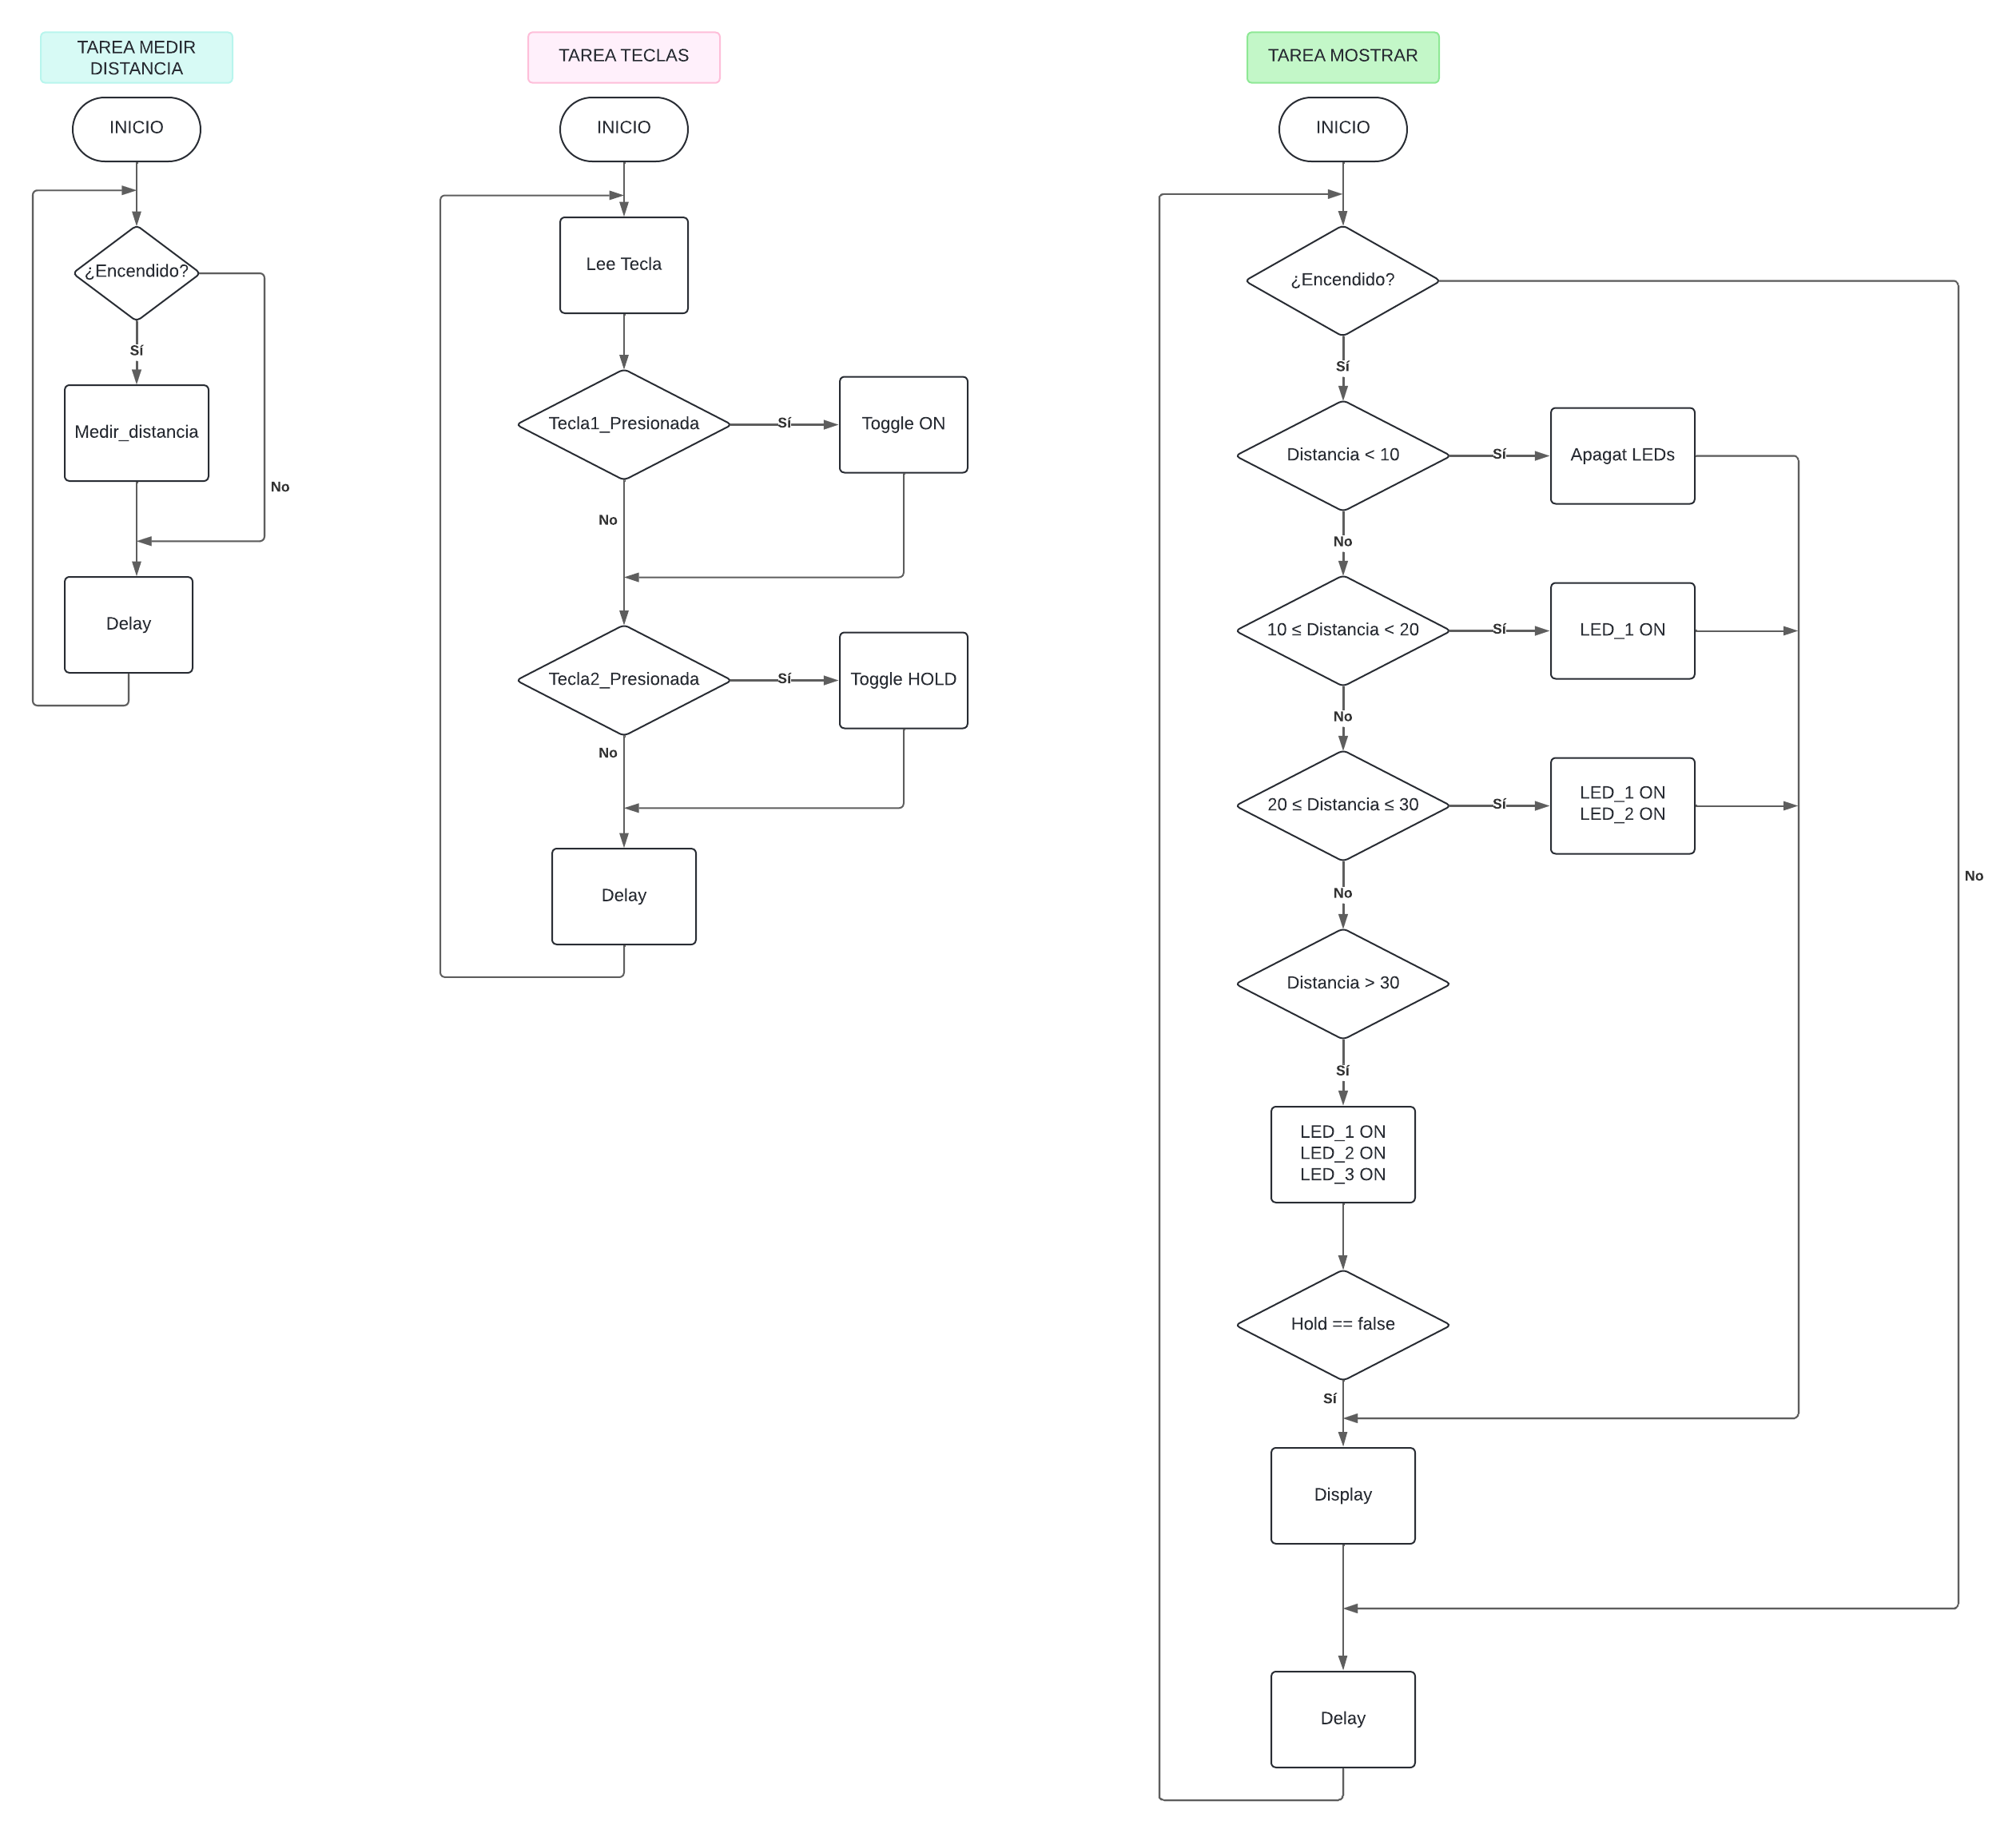 TAREA MEDIR
DISTANCIA
INICIO
¿Encendido?
Sí
Medir_distancia
No
Delay
TAREA TECLAS
INICIO
Lee Tecla
Tecla1_Presionada
Sí
Toggle ON
No
Tecla2_Presionada
Sí
Toggle HOLD
No
Delay
TAREA MOSTRAR
INICIO
¿Encendido?
Sí
Distancia < 10
Sí
Apagat LEDs
No
10 ≤ Distancia < 20
Sí
LED_1 ON
No
20 ≤ Distancia ≤ 30
Sí
LED_1 ON
LED_2 ON
No
No
Distancia > 30
Sí
LED_1 ON
LED_2 ON
LED_3 ON
Hold == false
Sí
Display
Delay